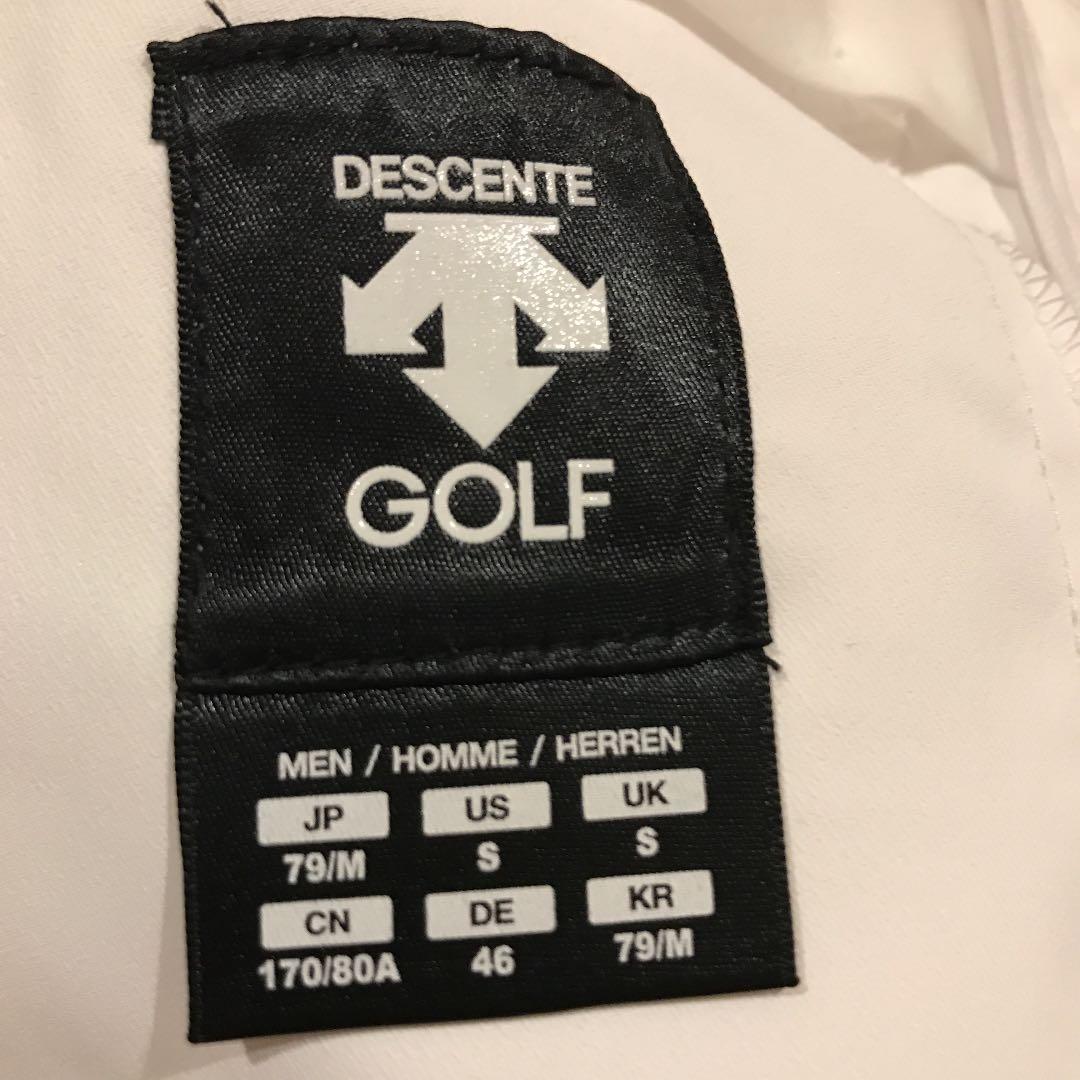 DESCENTE
GOLF
MEN / HOMME / HERREN
JP US UK
79/M S S
CN DE KR
170/80A 46 79/M